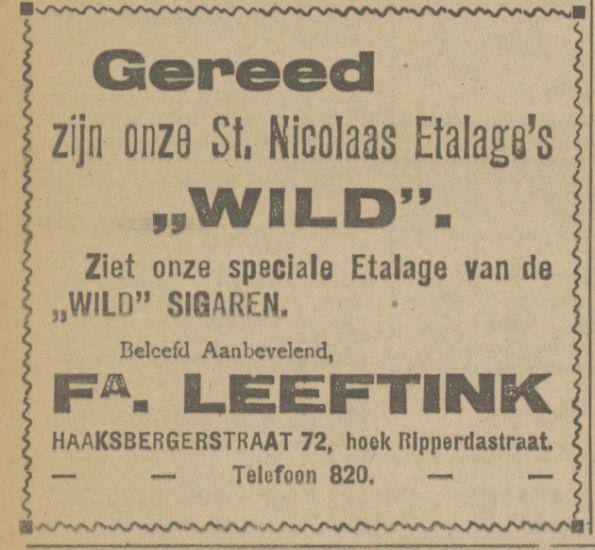 Gereed
zijn onze St. Nicolaas Etalage's
„WILD”.
Ziet onze speciale Etalage van de
„WILD” SIGAREN.
Beleefd Aanbevelend,
FA. LEEFTINK
HAAKSBERGERSTRAAT 72, hoek Ripperdastraat.
— — Telefoon 820. — —